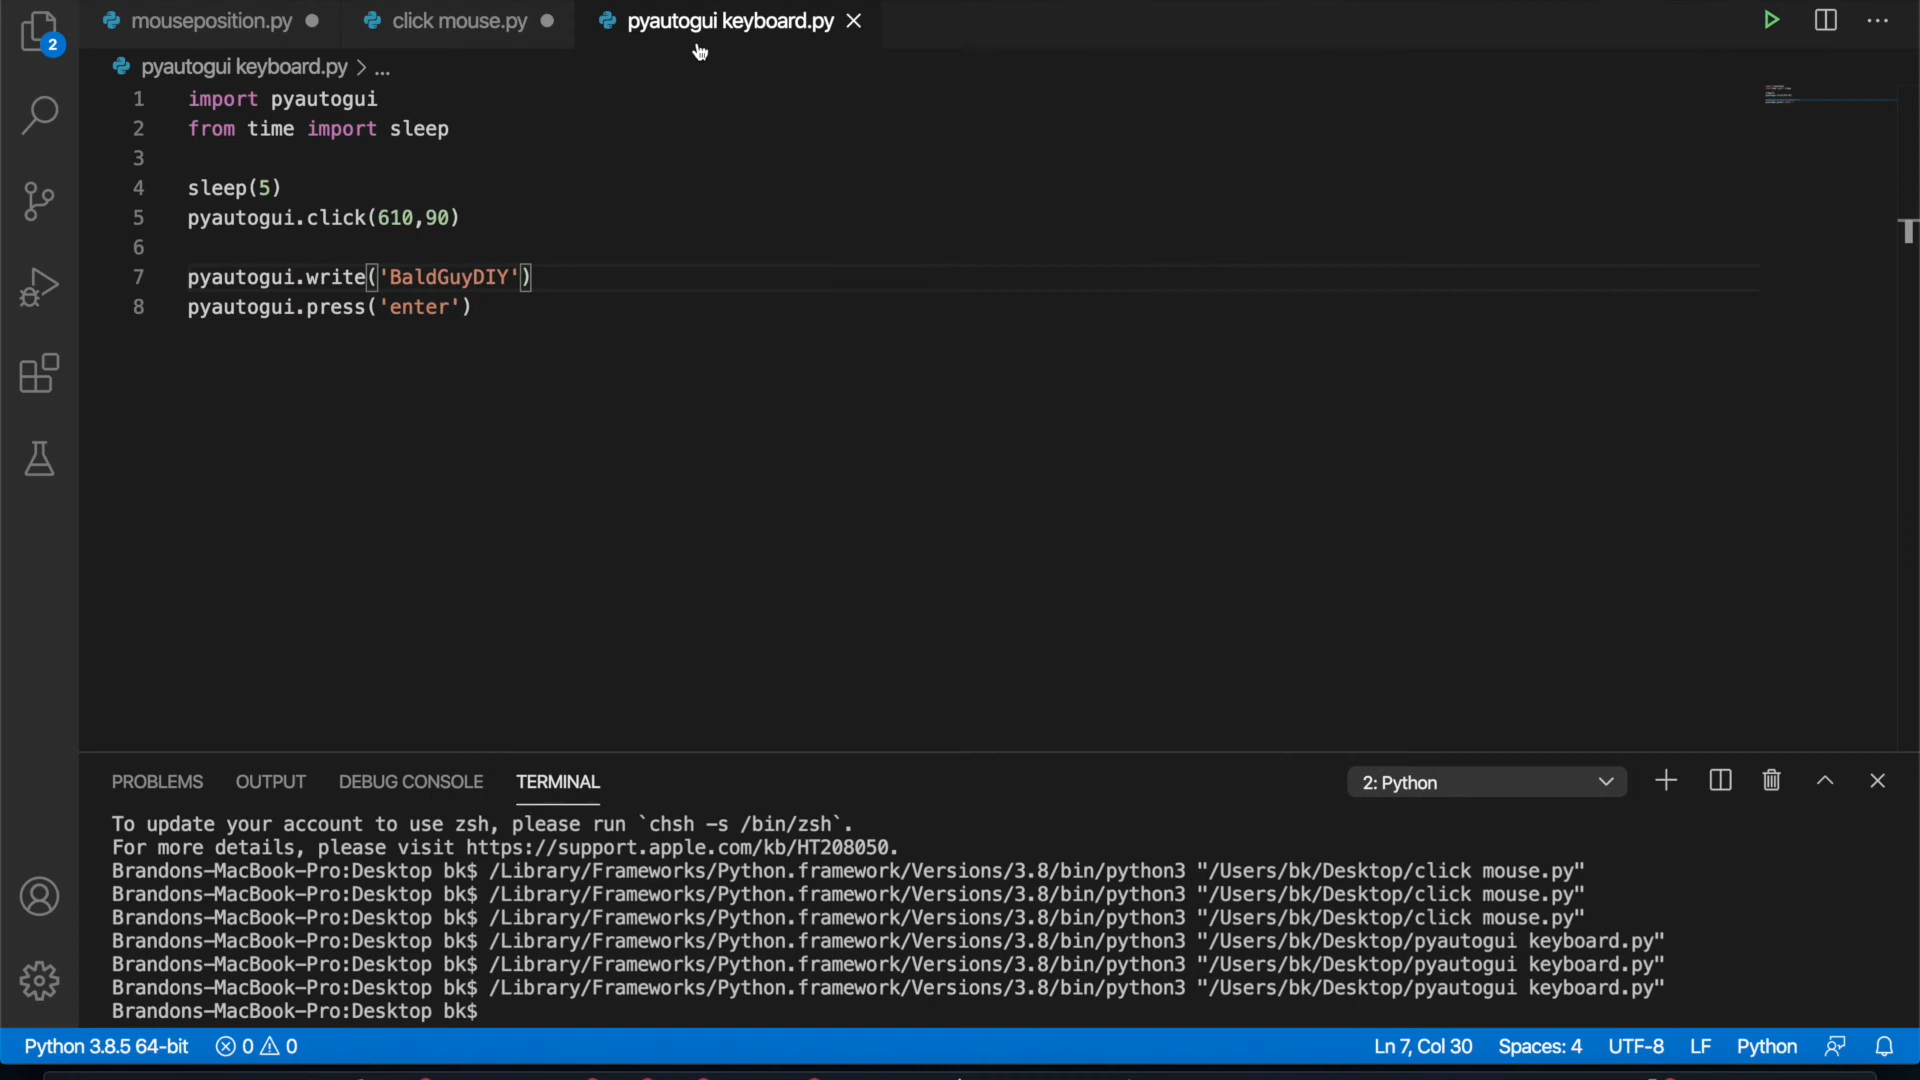 mouseposition.py click mouse.py pyautogui keyboard.py
2
pyautogui keyboard.py > ...
1 import pyautogui
2 from time import sleep
3
4 sleep(5)
5 pyautogui.click(610,90)
6
7 pyautogui.write('BaldGuyDIY')
8 pyautogui.press('enter')
PROBLEMS OUTPUT DEBUG CONSOLE TERMINAL 2: Python
To update your account to use zsh, please run `chsh -s /bin/zsh`.
For more details, please visit https://support.apple.com/kb/HT208050.
Brandons-MacBook-Pro:Desktop bk$ /Library/Frameworks/Python.framework/Versions/3.8/bin/python3 "/Users/bk/Desktop/click mouse.py"
Brandons-MacBook-Pro:Desktop bk$ /Library/Frameworks/Python.framework/Versions/3.8/bin/python3 "/Users/bk/Desktop/click mouse.py"
Brandons-MacBook-Pro:Desktop bk$ /Library/Frameworks/Python.framework/Versions/3.8/bin/python3 "/Users/bk/Desktop/click mouse.py"
Brandons-MacBook-Pro:Desktop bk$ /Library/Frameworks/Python.framework/Versions/3.8/bin/python3 "/Users/bk/Desktop/pyautogui keyboard.py"
Brandons-MacBook-Pro:Desktop bk$ /Library/Frameworks/Python.framework/Versions/3.8/bin/python3 "/Users/bk/Desktop/pyautogui keyboard.py"
Brandons-MacBook-Pro:Desktop bk$ /Library/Frameworks/Python.framework/Versions/3.8/bin/python3 "/Users/bk/Desktop/pyautogui keyboard.py"
Brandons-MacBook-Pro:Desktop bk$
Python 3.8.5 64-bit 0 0 Ln 7, Col 30 Spaces: 4 UTF-8 LF Python